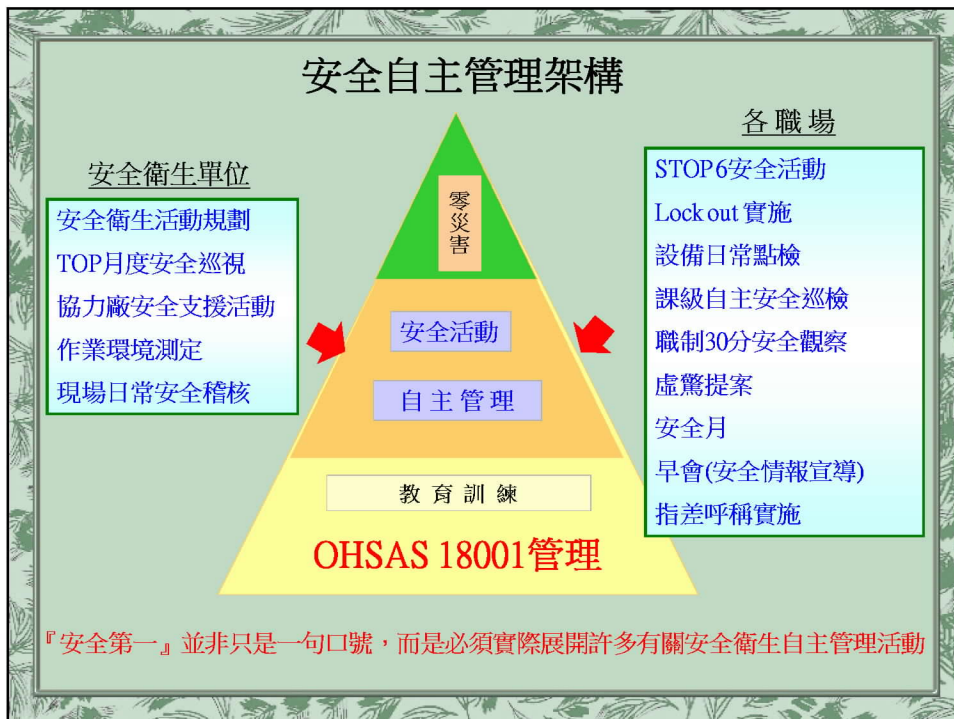 安全自主管理架構
安全衛生單位
安全衛生活動規劃
TOP月度安全巡視
協力廠安全支援活動
作業環境測定
現場日常安全稽核
零災害
安全活動
自主管理
教育訓練
OHSAS 18001管理
各職場
STOP6安全活動
Lock out 實施
設備日常點檢
課級自主安全巡檢
職制30分安全觀察
虛驚提案
安全月
早會(安全情報宣導)
指差呼稱實施
『安全第一』並非只是一句口號，而是必須實際展開許多有關安全衛生自主管理活動